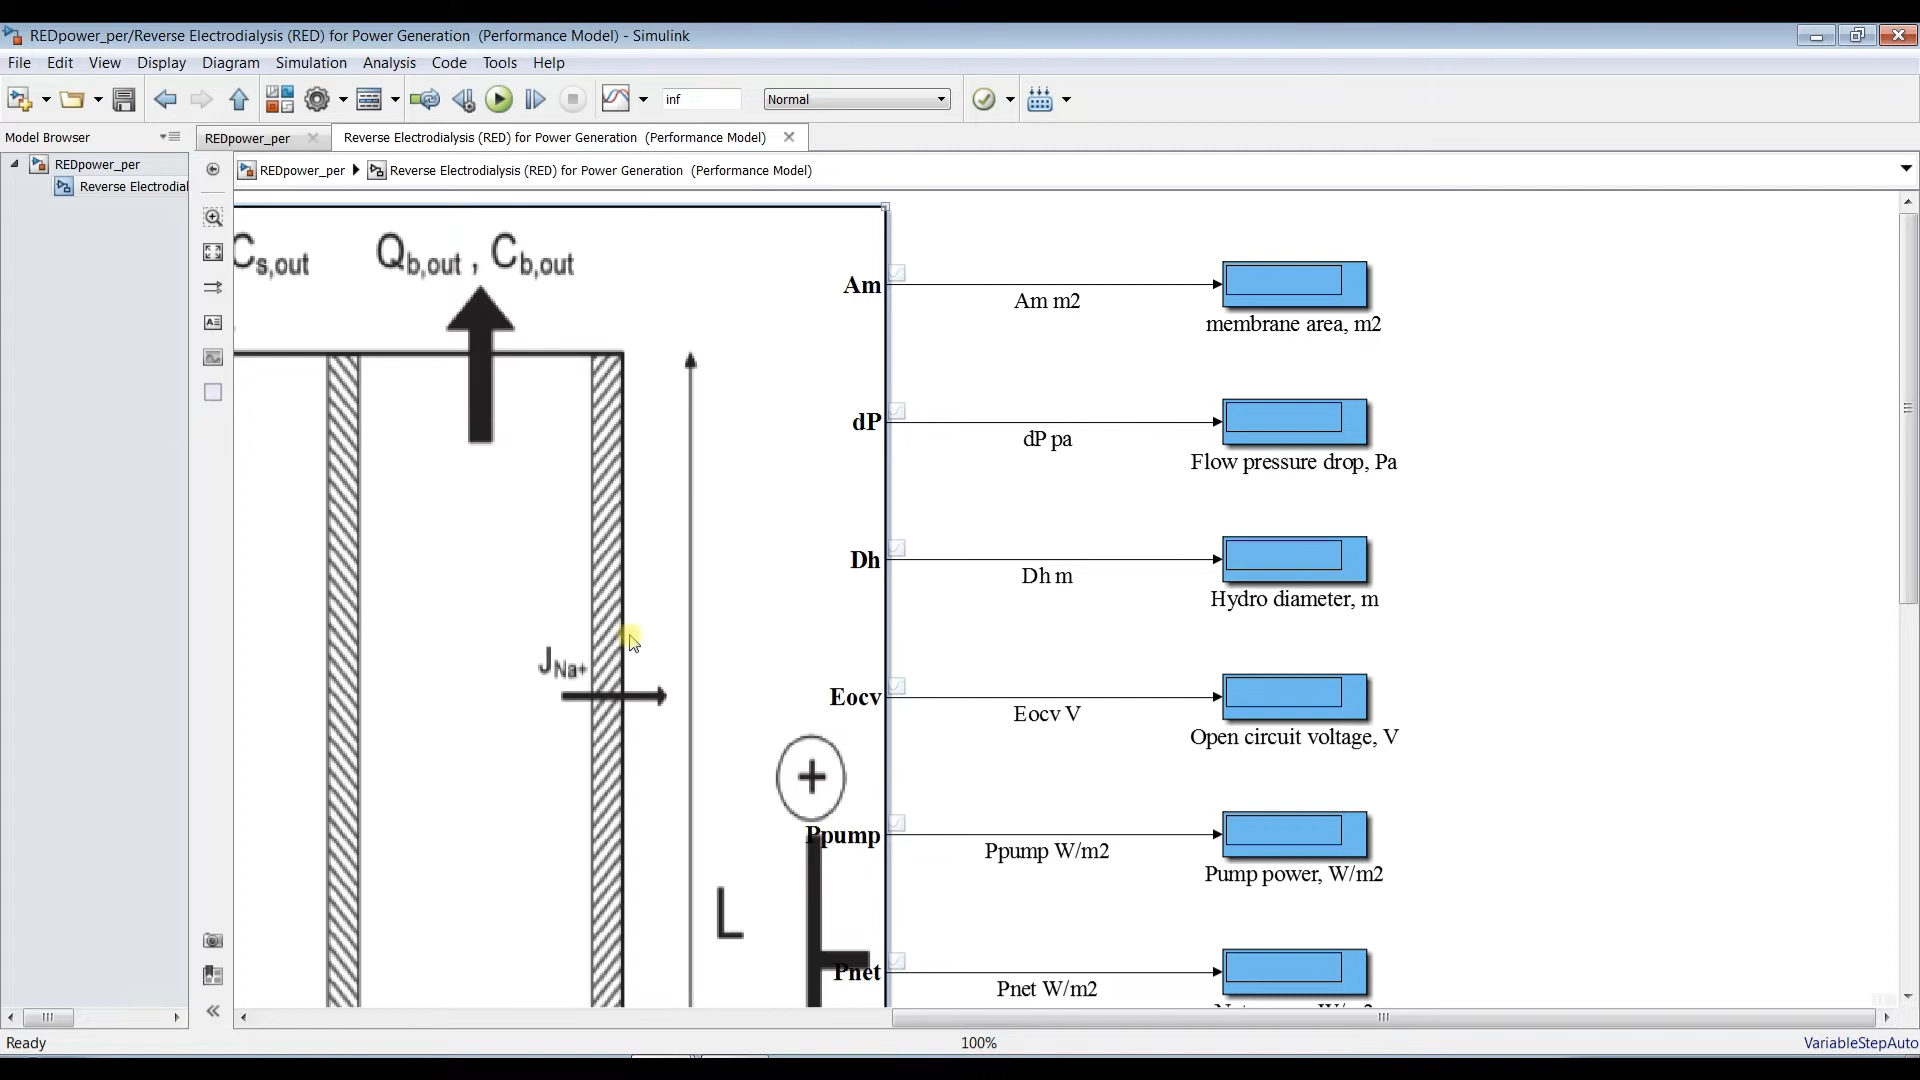 REDpower_per/Reverse Electrodialysis (RED) for Power Generation (Performance Model) - Simulink
File Edit View Display Diagram Simulation Analysis Code Tools Help
inf Normal
Model Browser
REDpower_per
Reverse Electrodial
REDpower_per
Reverse Electrodialysis (RED) for Power Generation (Performance Model)
REDpower_per Reverse Electrodialysis (RED) for Power Generation (Performance Model)
Cs,out Qb,out , Cb,out
Am
Am m2
membrane area, m2
dP
dP pa
Flow pressure drop, Pa
Dh
Dh m
Hydro diameter, m
JNa+
Eocv
Eocv V
Open circuit voltage, V
+
Ppump
Ppump W/m2
Pump power, W/m2
L
Pnet
Pnet W/m2
Ready
100%
VariableStepAuto